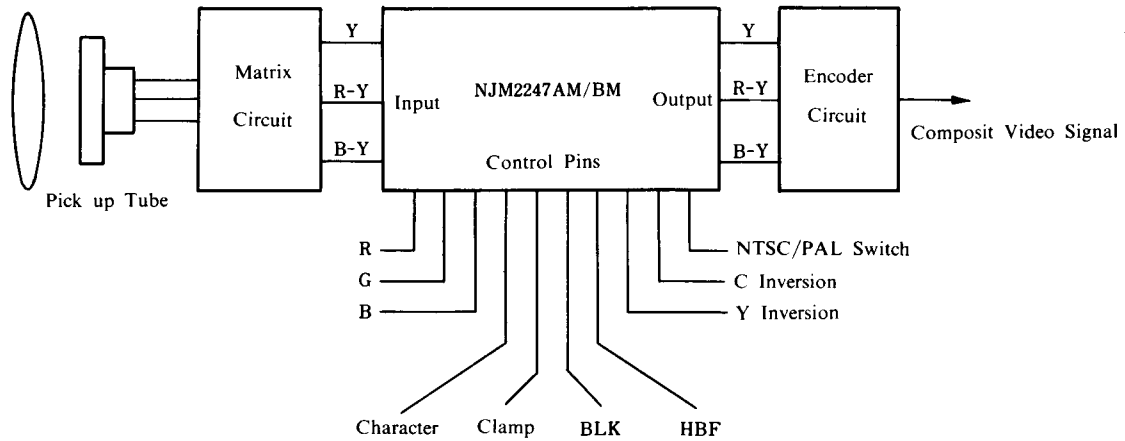 Y
Y
Matrix
Circuit
R-Y
Input
NJM2247AM/BM
Output
R-Y
Encoder
Circuit
Composit Video Signal
B-Y
Control Pins
B-Y
Pick up Tube
R
NTSC/PAL Switch
G
C Inversion
B
Y Inversion
Character
Clamp
BLK
HBF